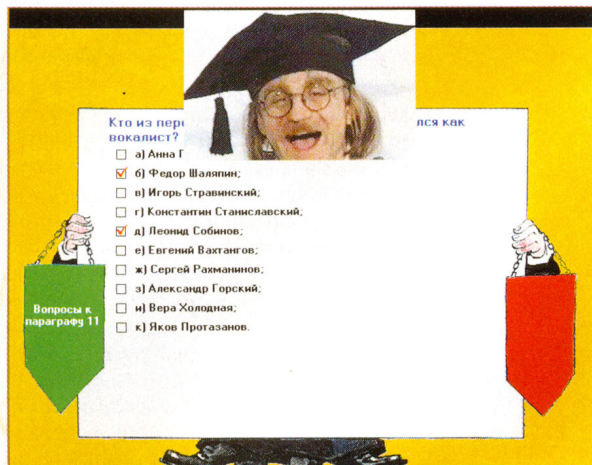 Кто из пер лся как
вокалист?
а) Анна П
б) Федор Шаляпин;
в) Игорь Стравинский;
г) Константин Станиславский;
д) Леонид Собинов;
е) Евгений Вахтангов;
ж) Сергей Рахманинов;
з) Александр Горский;
и) Вера Холодная;
к) Яков Протазанов.
Вопросы к
параграфу 11